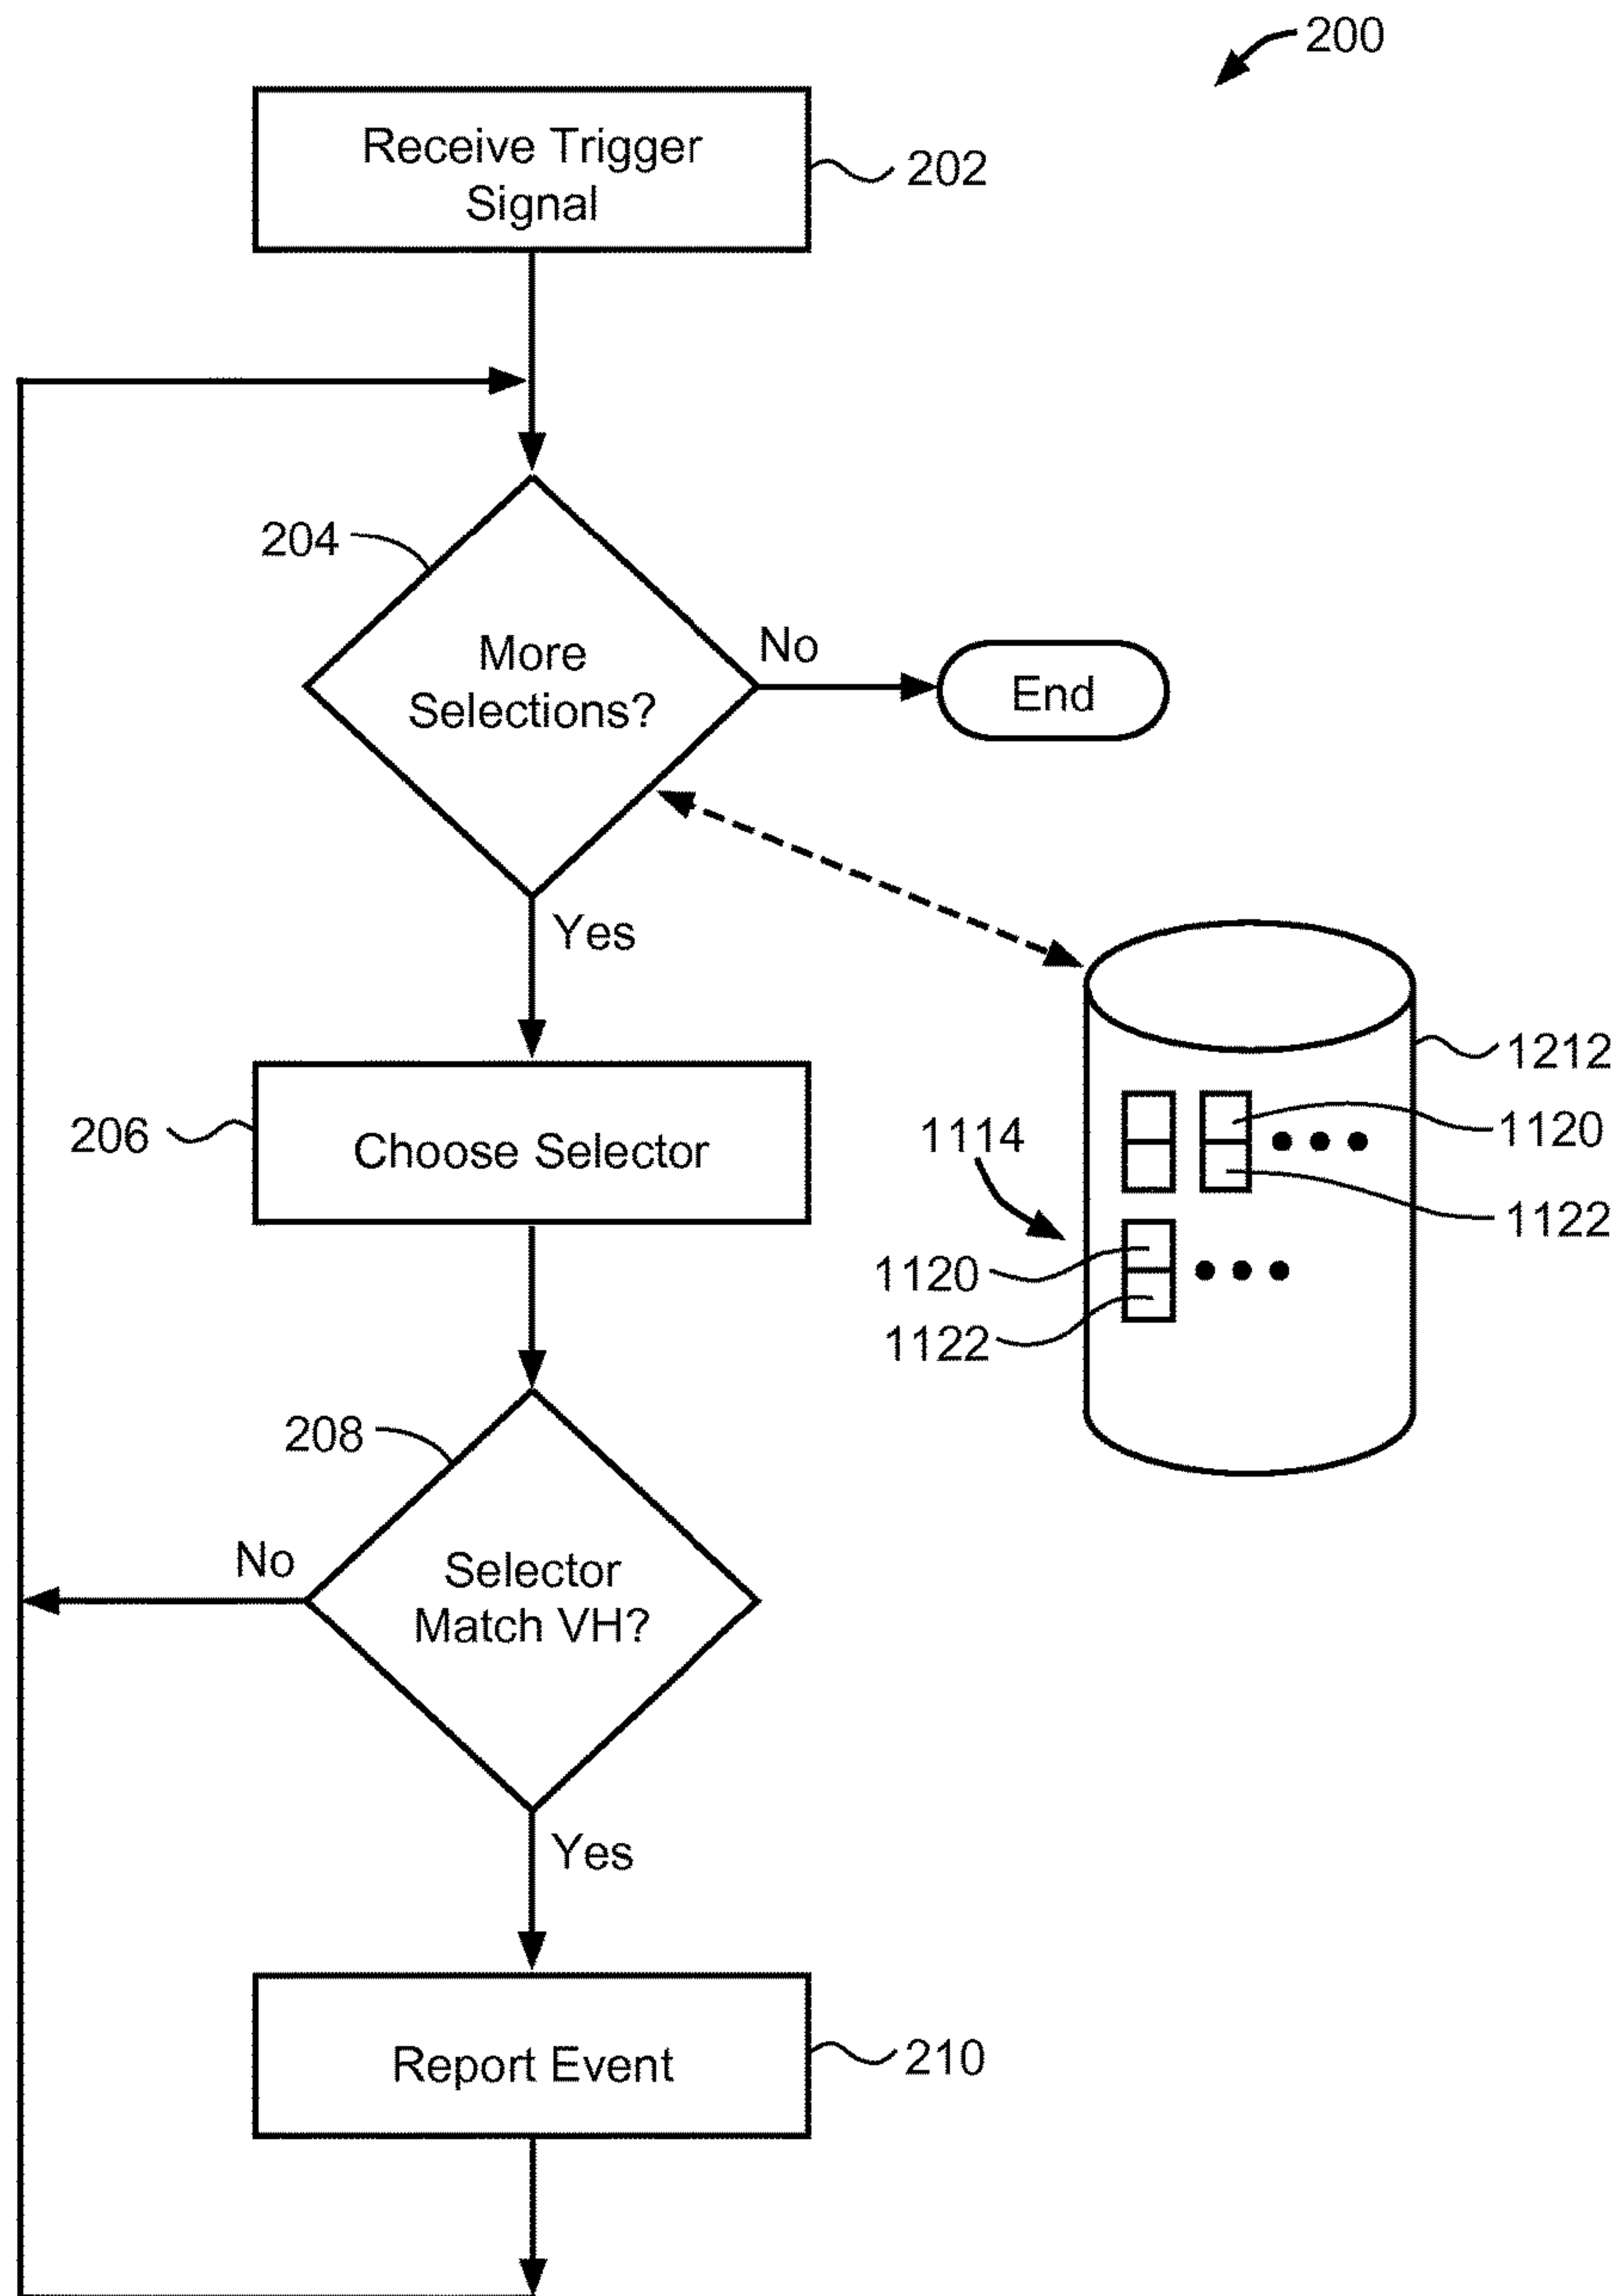 200
Receive Trigger
Signal
202
204
More
Selections?
No
End
Yes
1212
206
Choose Selector
1114
1120
1122
1120
1122
208
No
Selector
Match VH?
Yes
Report Event
210